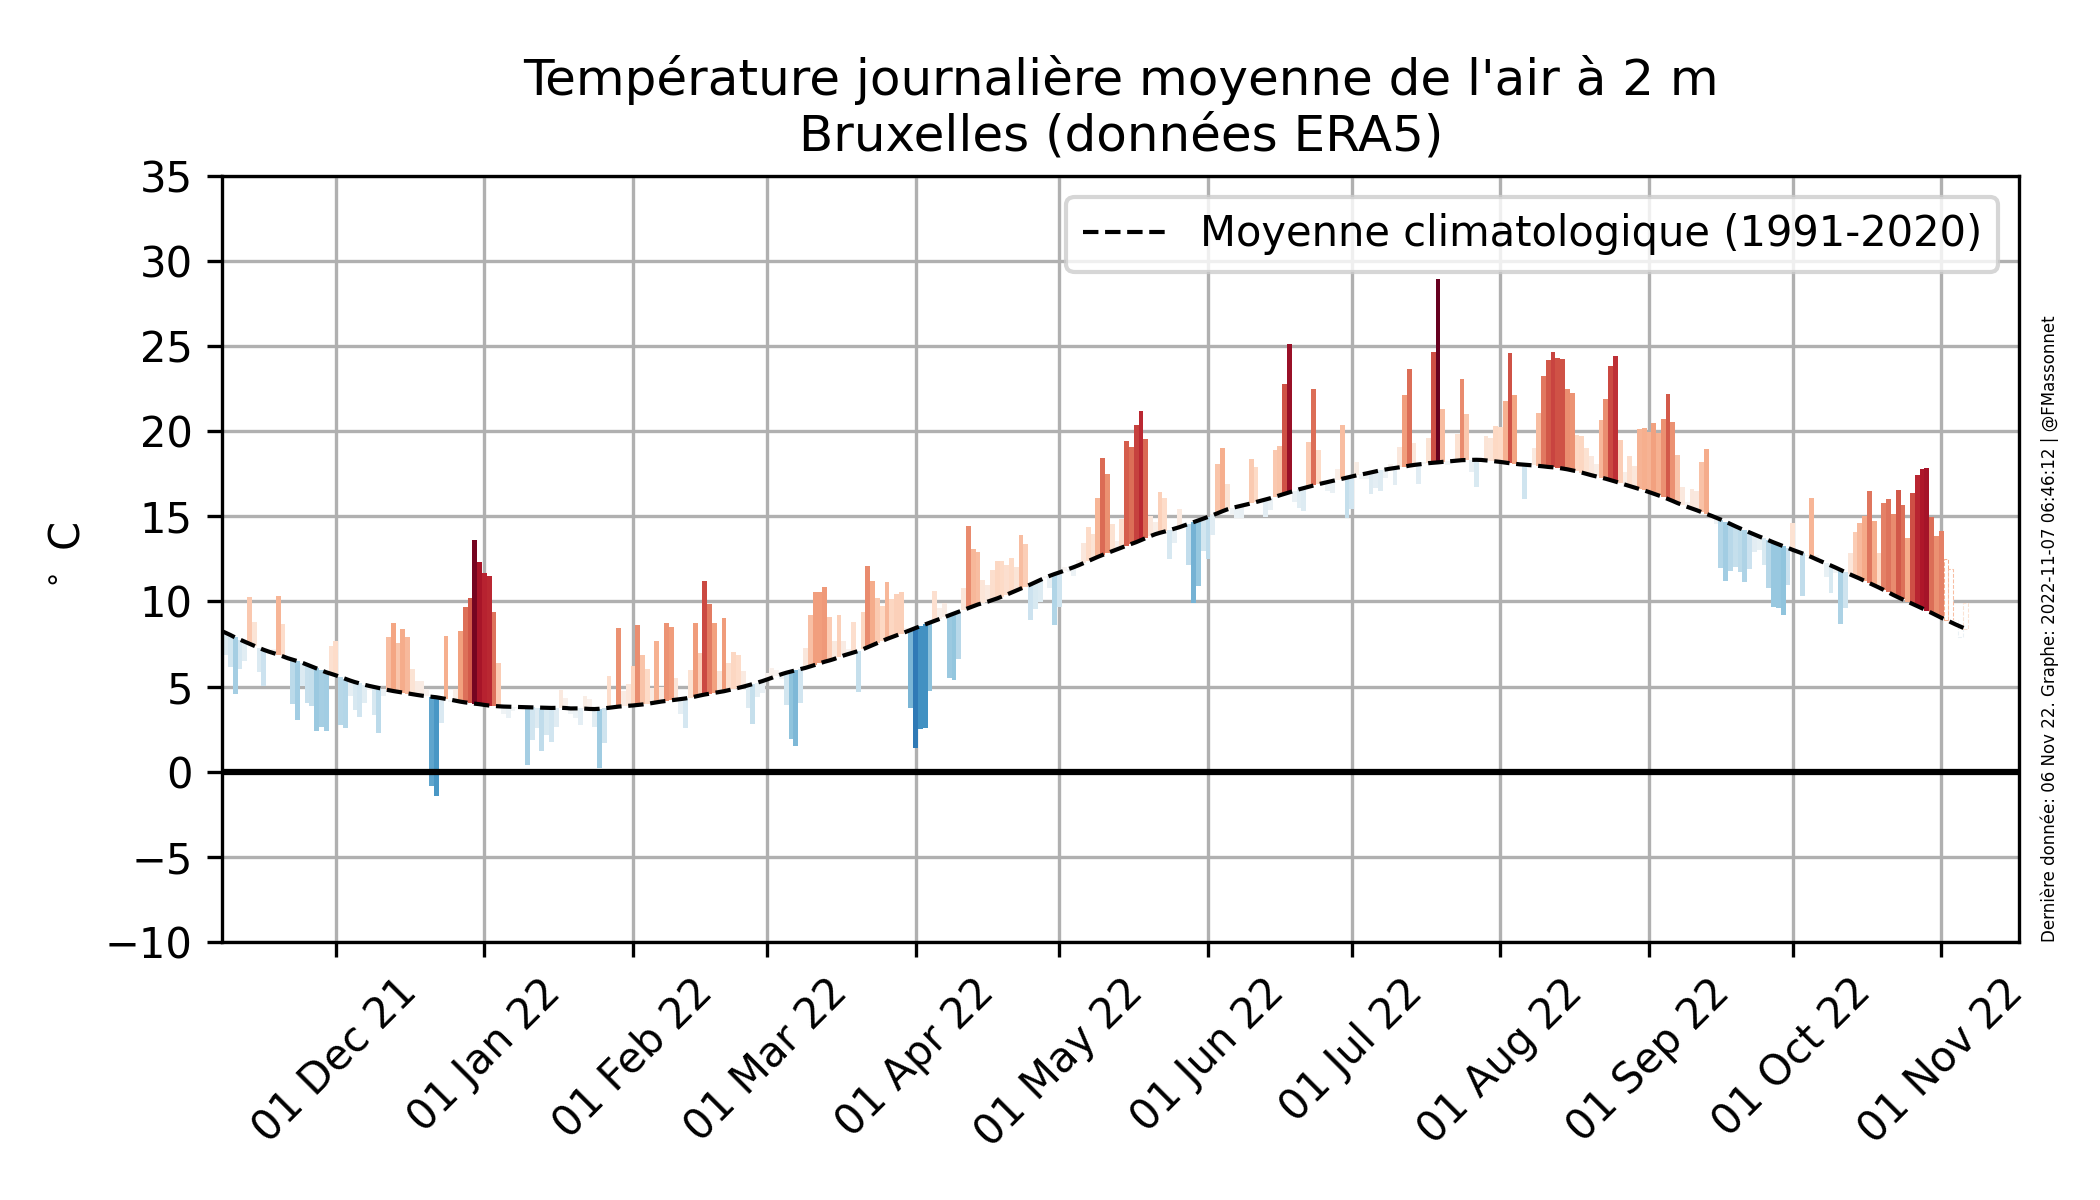 Température journalière moyenne de l'air à 2 m
Bruxelles (données ERA5)
35
30
25
20
15
10
5
0
−5
−10
° C
Moyenne climatologique (1991-2020)
01 Dec 21
01 Jan 22
01 Feb 22
01 Mar 22
01 Apr 22
01 May 22
01 Jun 22
01 Jul 22
01 Aug 22
01 Sep 22
01 Oct 22
01 Nov 22
Dernière donnée: 06 Nov 22. Graphe: 2022-11-07 06:46:12 | @FMassonnet